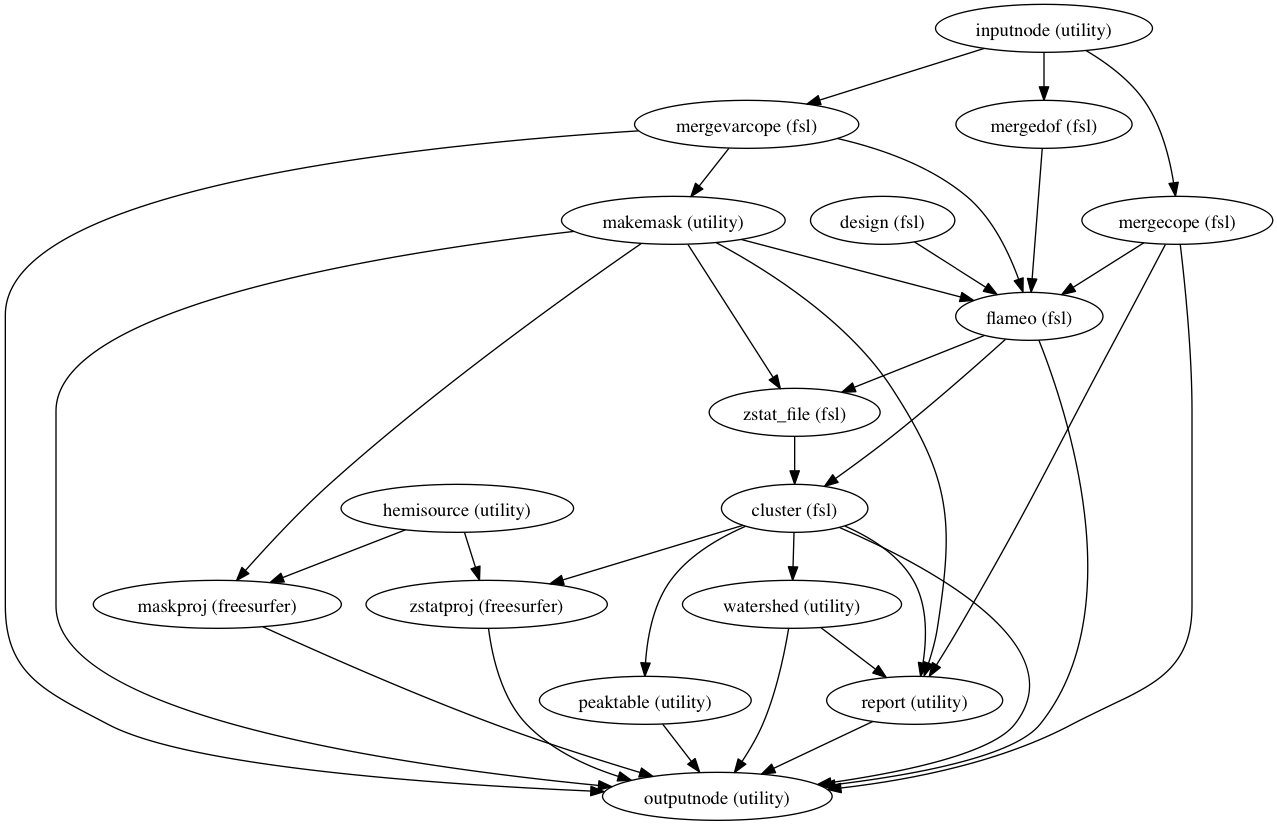 inputnode (utility)
mergevarcope (fsl)
mergedof (fsl)
makemask (utility)
design (fsl)
mergecope (fsl)
flameo (fsl)
zstat_file (fsl)
hemisource (utility)
cluster (fsl)
maskproj (freesurfer)
zstatproj (freesurfer)
watershed (utility)
peaktable (utility)
report (utility)
outputnode (utility)